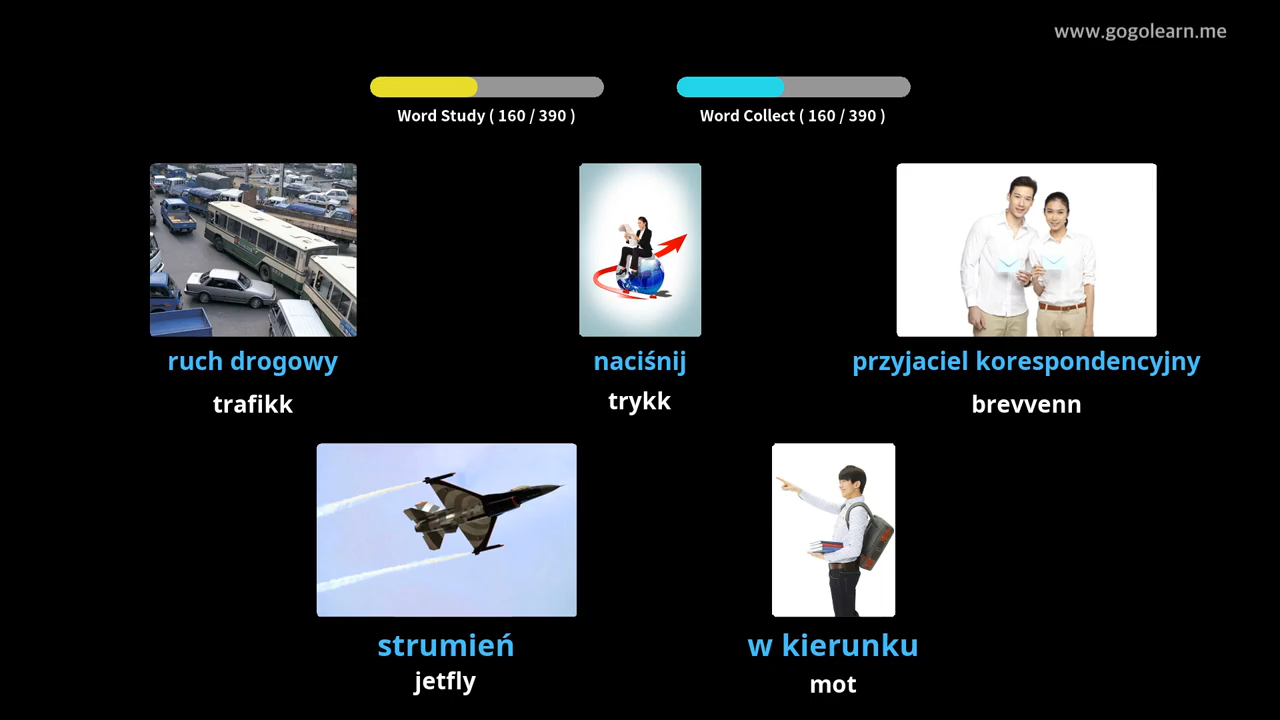 www.gogolearn.me
Word Study ( 160 / 390 )
Word Collect ( 160 / 390 )
ruch drogowy
trafikk
naciśnij
trykk
przyjaciel korespondencyjny
brevvenn
strumień
jetfly
w kierunku
mot